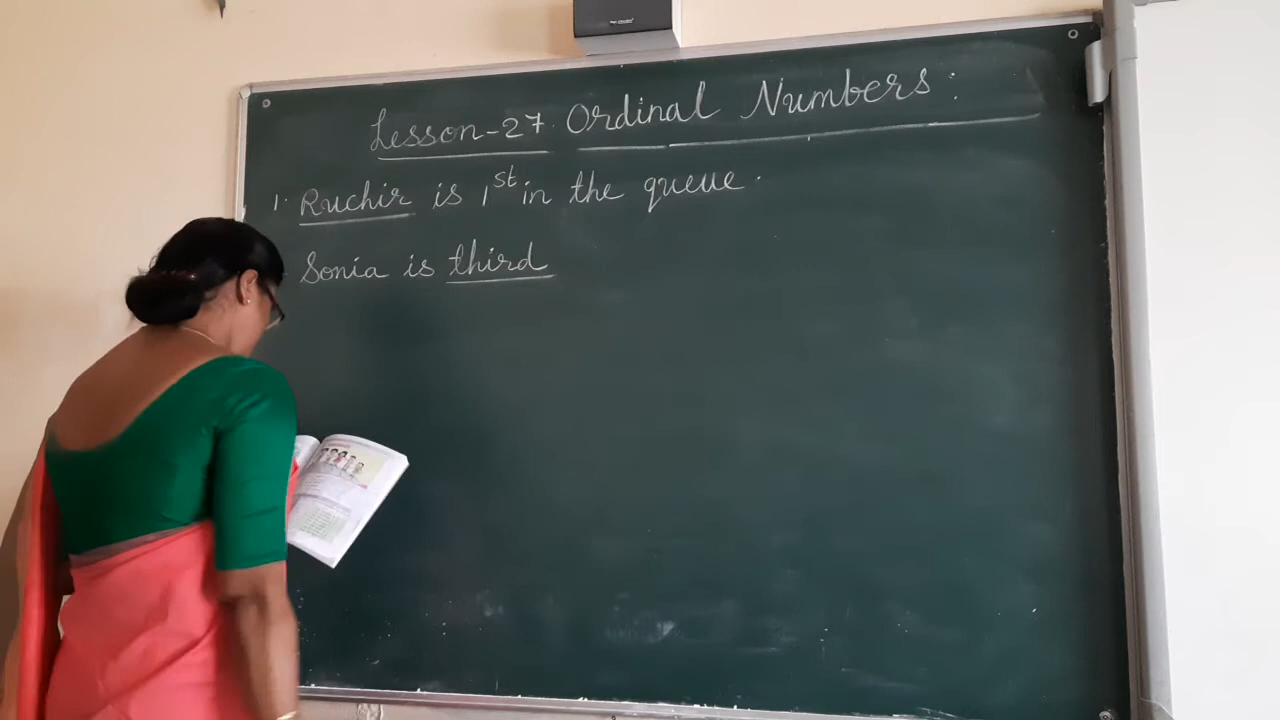 Lesson-27. Ordinal Numbers:
1. Ruchir is 1st in the queue.
Sonia is third